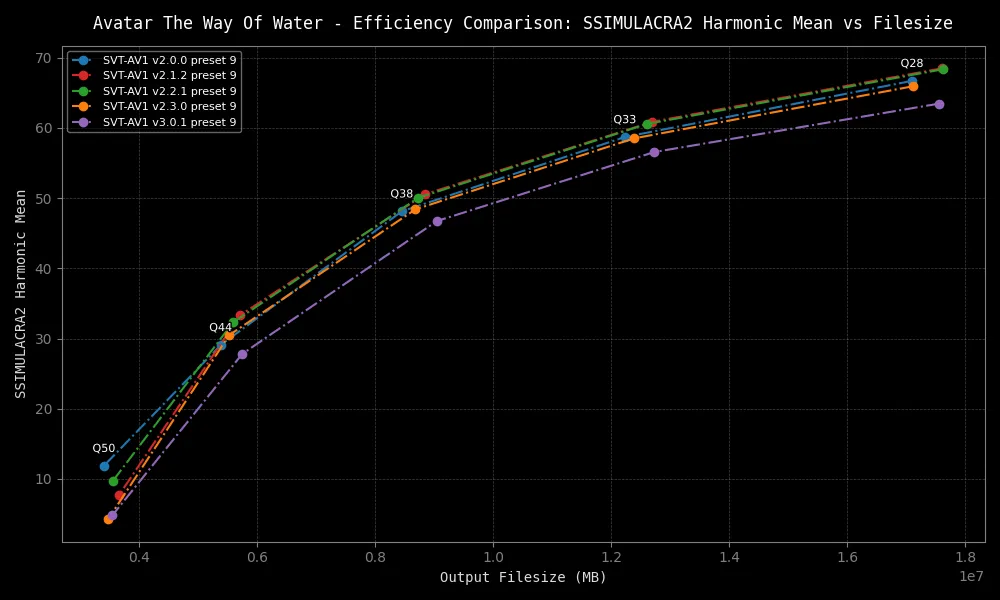 Avatar The Way Of Water - Efficiency Comparison: SSIMULACRA2 Harmonic Mean vs Filesize
SVT-AV1 v2.0.0 preset 9
SVT-AV1 v2.1.2 preset 9
SVT-AV1 v2.2.1 preset 9
SVT-AV1 v2.3.0 preset 9
SVT-AV1 v3.0.1 preset 9
SSIMULACRA2 Harmonic Mean
70
60
50
40
30
20
10
Q28
Q33
Q38
Q44
Q50
0.4 0.6 0.8 1.0 1.2 1.4 1.6 1.8
1e7
Output Filesize (MB)